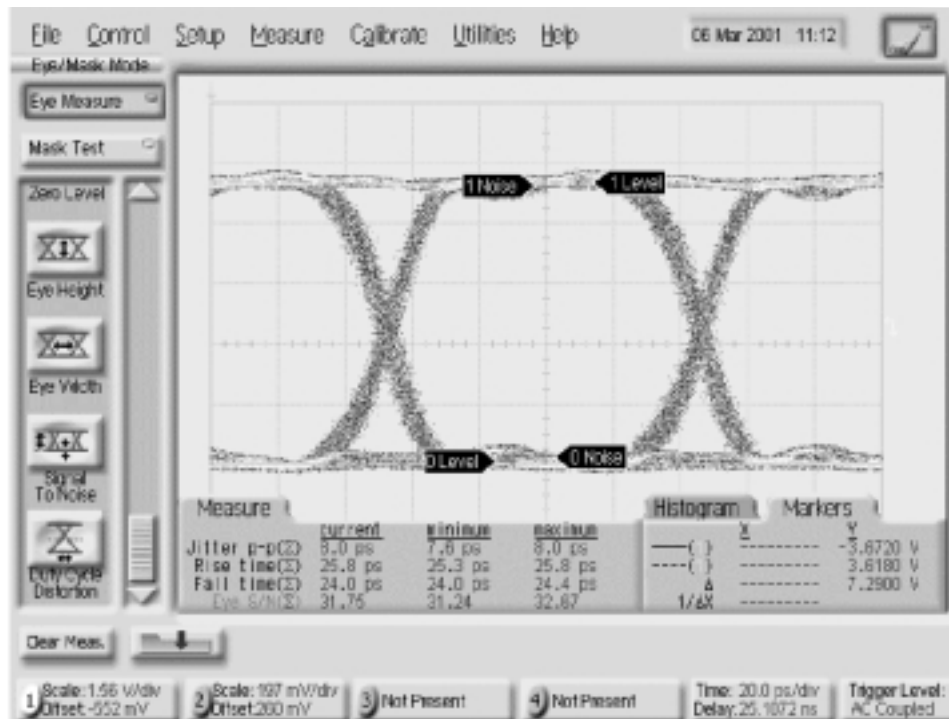 File Control Setup Measure Calibrate Utilities Help 06 Mar 2001 11:12
Eye/Mask Mode
Eye Measure
Mask Test
Zero Level
Eye Height
Eye Width
Signal
To Noise
Duty Cycle
Distortion
1 Noise
1 Level
0 Level
0 Noise
Measure
current minimum maximum
Jitter p-p(Σ) 8.0 ps 7.6 ps 8.0 ps
Rise time(Σ) 25.8 ps 25.3 ps 25.8 ps
Fall time(Σ) 24.0 ps 24.0 ps 24.4 ps
Eye S/N(Σ) 31.75 31.24 32.67
Histogram Markers
X Y
——( ) --------- -3.6720 V
----( ) --------- 3.6180 V
Δ --------- 7.2900 V
1/ΔX ---------
Clear Meas.
1 Scale: 1.56 V/div
Offset: -552 mV
2 Scale: 197 mV/div
Offset: 260 mV
3 Not Present
4 Not Present
Time: 20.0 ps/div
Delay: 25.1072 ns
Trigger Level:
AC Coupled